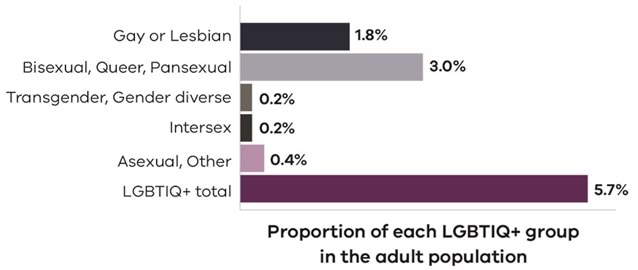 Gay or Lesbian 1.8%
Bisexual, Queer, Pansexual 3.0%
Transgender, Gender diverse 0.2%
Intersex 0.2%
Asexual, Other 0.4%
LGBTIQ+ total 5.7%
Proportion of each LGBTIQ+ group
in the adult population